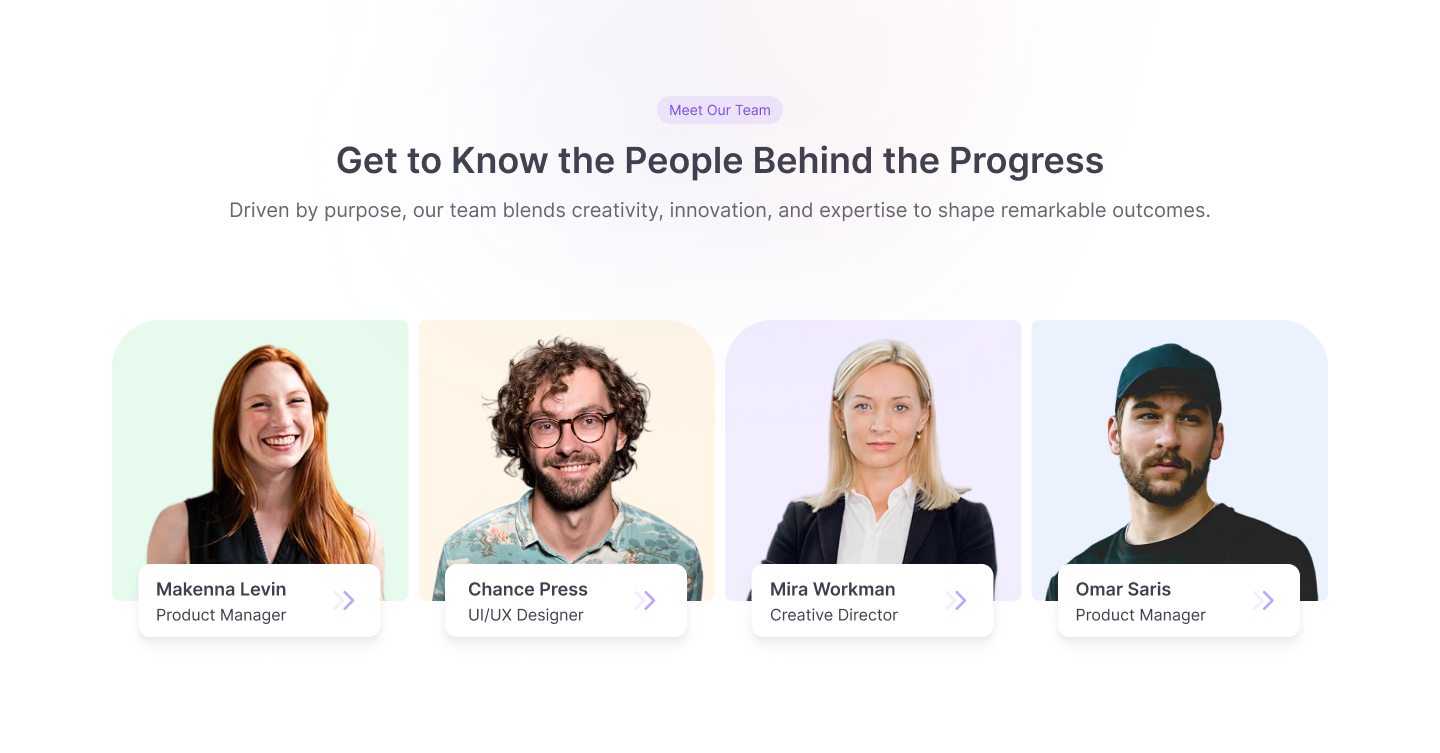 Meet Our Team
Get to Know the People Behind the Progress
Driven by purpose, our team blends creativity, innovation, and expertise to shape remarkable outcomes.
Makenna Levin
Product Manager
Chance Press
UI/UX Designer
Mira Workman
Creative Director
Omar Saris
Product Manager